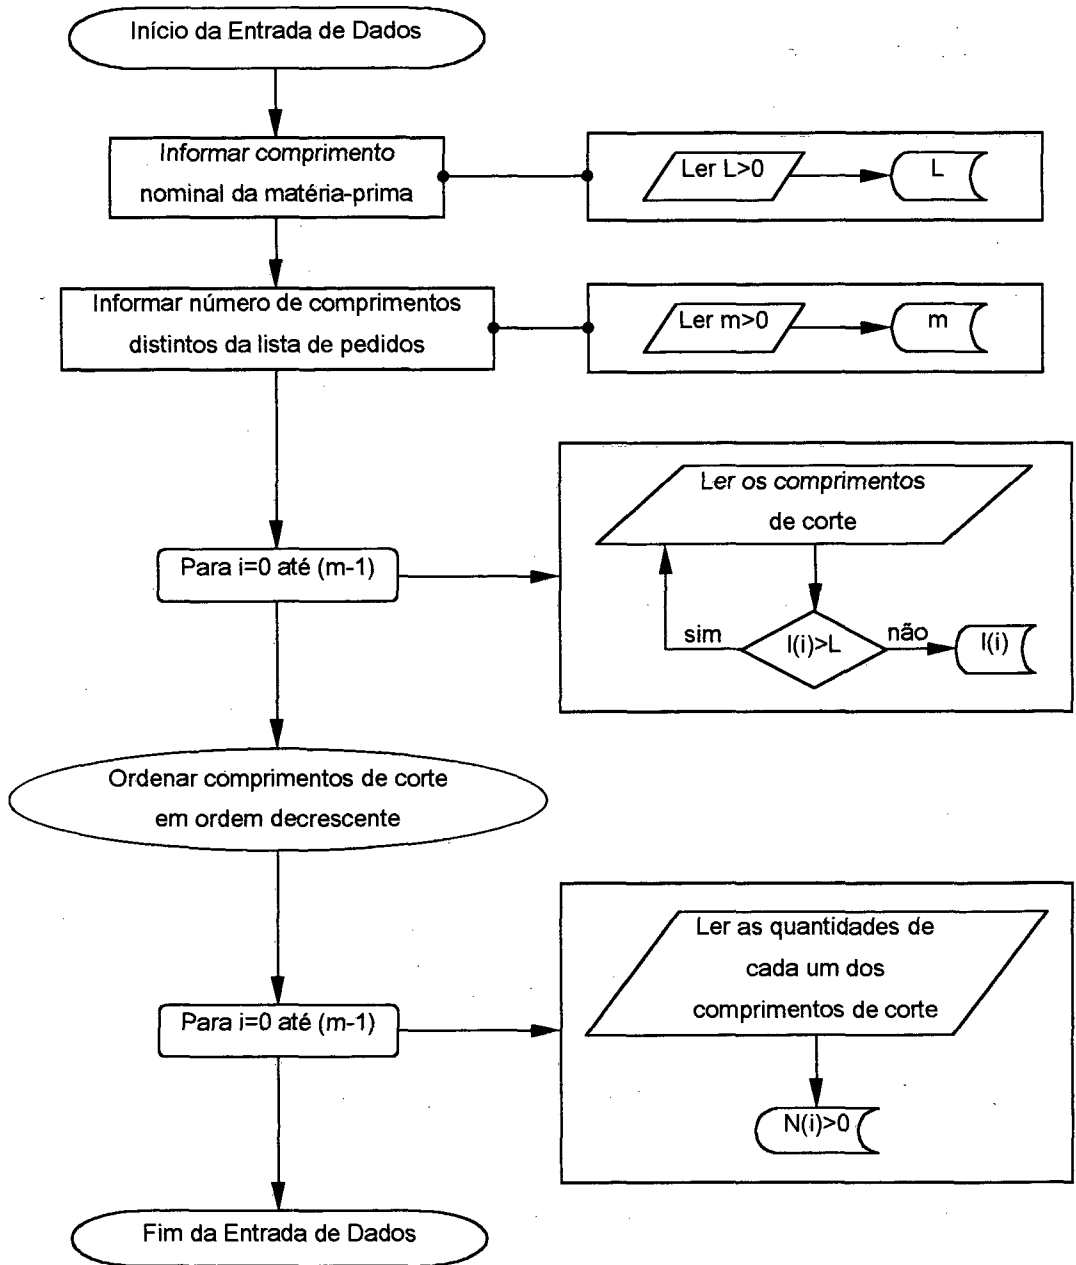 Início da Entrada de Dados
Informar comprimento
nominal da matéria-prima
Ler L>0
L
Informar número de comprimentos
distintos da lista de pedidos
Ler m>0
m
Ler os comprimentos
de corte
Para i=0 até (m-1)
sim
l(i)>L
não
l(i)
Ordenar comprimentos de corte
em ordem decrescente
Ler as quantidades de
cada um dos
comprimentos de corte
Para i=0 até (m-1)
N(i)>0
Fim da Entrada de Dados